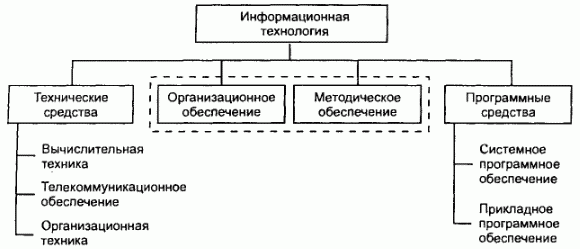 Информационная
технология
Технические
средства
Организационное
обеспечение
Методическое
обеспечение
Программные
средства
Вычислительная
техника
Телекоммуникационное
обеспечение
Организационная
техника
Системное
программное
обеспечение
Прикладное
программное
обеспечение